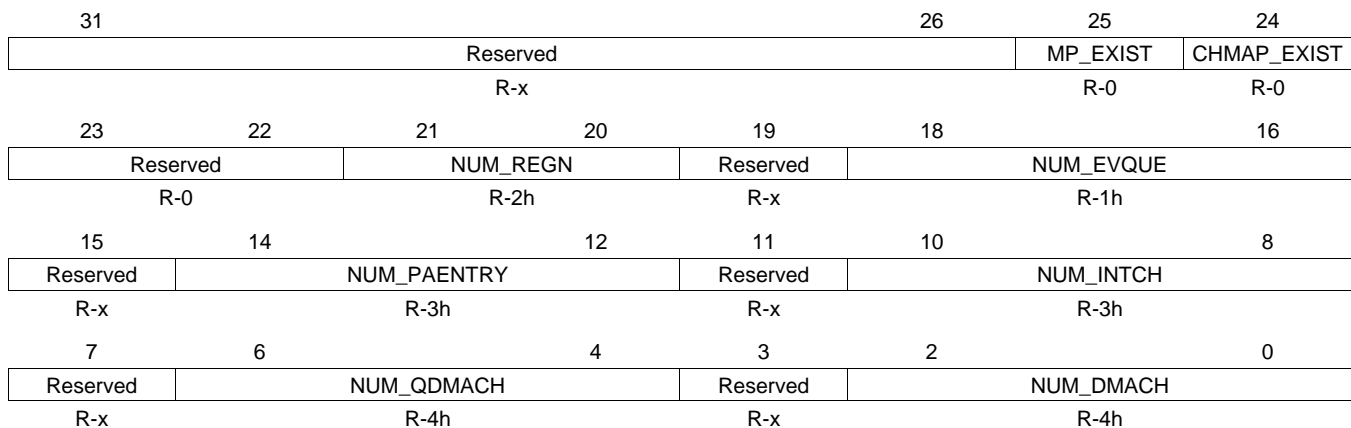 31 26 25 24
Reserved MP_EXIST CHMAP_EXIST
R-x R-0 R-0
23 22 21 20 19 18 16
Reserved NUM_REGN Reserved NUM_EVQUE
R-0 R-2h R-x R-1h
15 14 12 11 10 8
Reserved NUM_PAENTRY Reserved NUM_INTCH
R-x R-3h R-x R-3h
7 6 4 3 2 0
Reserved NUM_QDMACH Reserved NUM_DMACH
R-x R-4h R-x R-4h